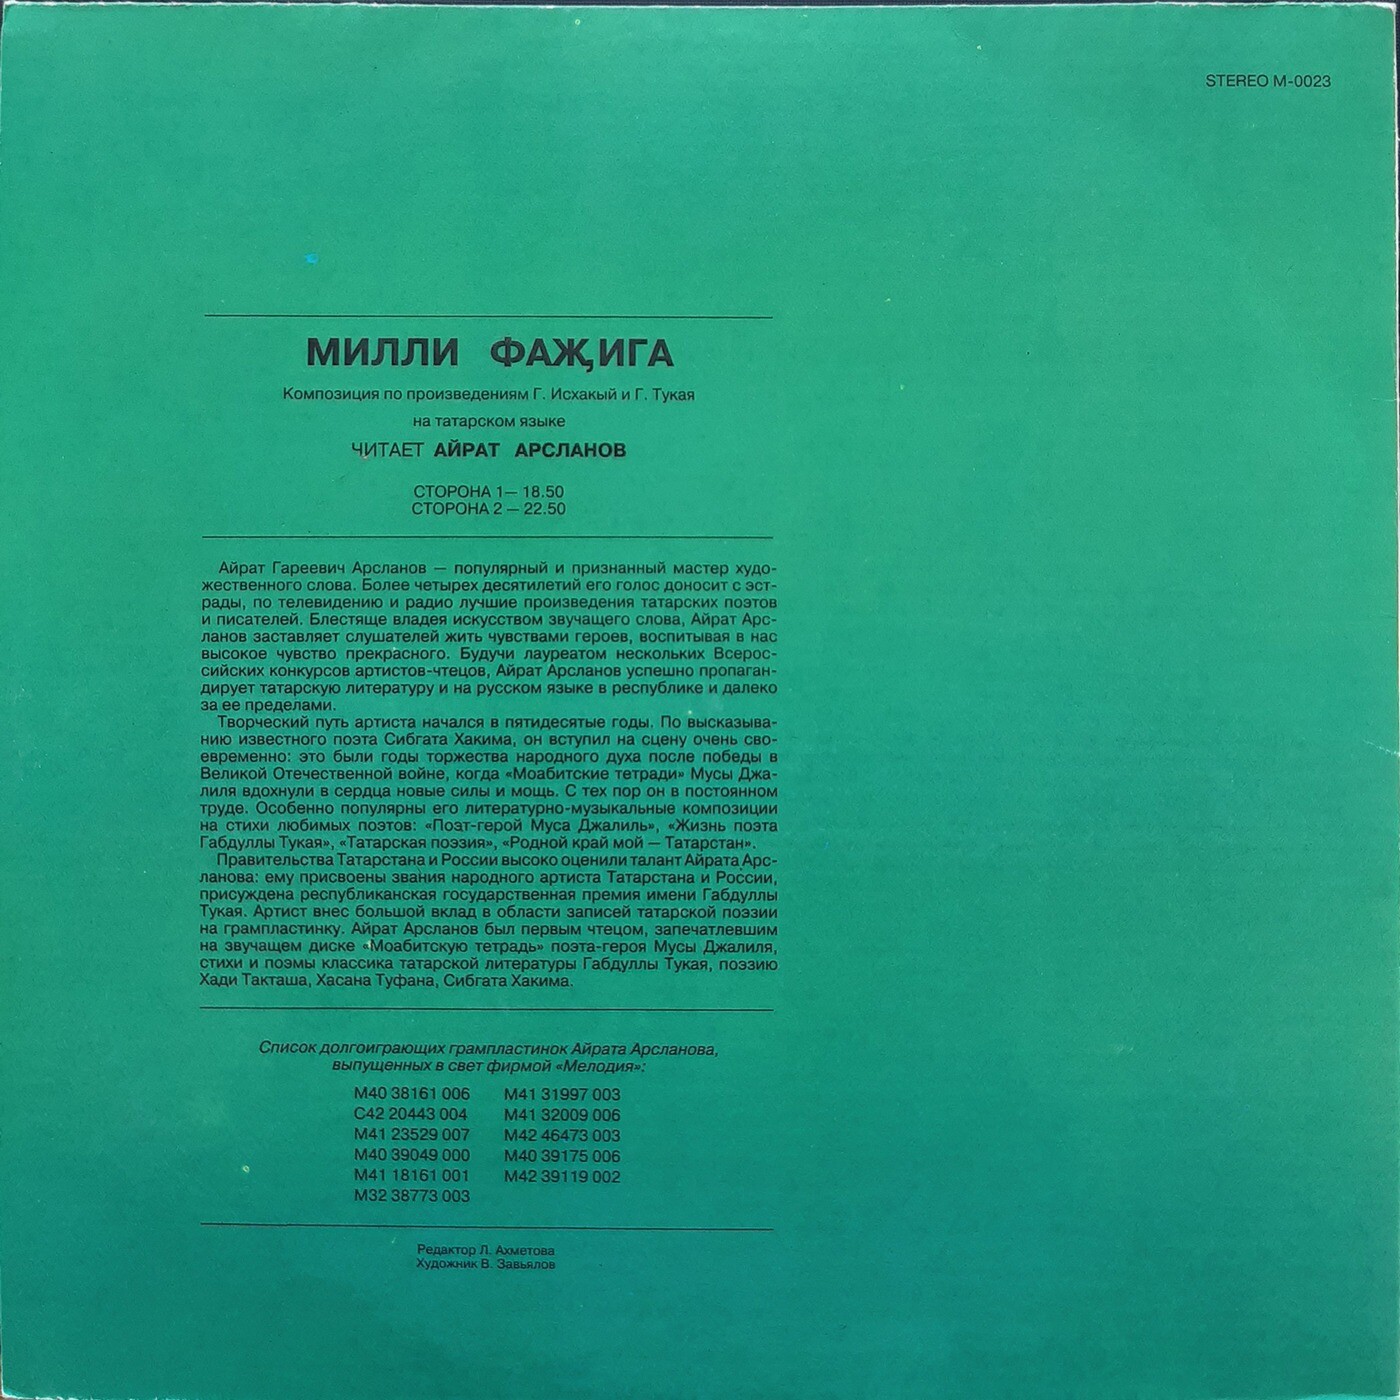 STEREO M-0023
МИЛЛИ ФАҖИГА
Композиция по произведениям Г. Исхакый и Г. Тукая
на татарском языке
ЧИТАЕТ АЙРАТ АРСЛАНОВ
СТОРОНА 1— 18.50
СТОРОНА 2 — 22.50
Айрат Гареевич Арсланов — популярный и признанный мастер худо-
жественного слова. Более четырех десятилетий его голос доносит с эст-
рады, по телевидению и радио лучшие произведения татарских поэтов
и писателей. Блестяще владея искусством звучащего слова, Айрат Арс-
ланов заставляет слушателей жить чувствами героев, воспитывая в нас
высокое чувство прекрасного. Будучи лауреатом нескольких Всерос-
сийских конкурсов артистов-чтецов, Айрат Арсланов успешно пропаган-
дирует татарскую литературу и на русском языке в республике и далеко
за ее пределами.
Творческий путь артиста начался в пятидесятые годы. По высказыва-
нию известного поэта Сибгата Хакима, он вступил на сцену очень сво-
евременно: это были годы торжества народного духа после победы в
Великой Отечественной войне, когда «Моабитские тетради» Мусы Джа-
лиля вдохнули в сердца новые силы и мощь. С тех пор он в постоянном
труде. Особенно популярны его литературно-музыкальные композиции
на стихи любимых поэтов: «Поэт-герой Муса Джалиль», «Жизнь поэта
Габдуллы Тукая», «Татарская поэзия», «Родной край мой — Татарстан».
Правительства Татарстана и России высоко оценили талант Айрата Арс-
ланова: ему присвоены звания народного артиста Татарстана и России,
присуждена республиканская государственная премия имени Габдуллы
Тукая. Артист внес большой вклад в области записей татарской поэзии
на грампластинку. Айрат Арсланов был первым чтецом, запечатлевшим
на звучащем диске «Моабитскую тетрадь» поэта-героя Мусы Джалиля,
стихи и поэмы классика татарской литературы Габдуллы Тукая, поэзию
Хади Такташа, Хасана Туфана, Сибгата Хакима.
Список долгоиграющих грампластинок Айрата Арсланова,
выпущенных в свет фирмой «Мелодия»:
М40 38161 006 М41 31997 003
С42 20443 004 М41 32009 006
М41 23529 007 М42 46473 003
М40 39049 000 М40 39175 006
М41 18161 001 М42 39119 002
М32 38773 003
Редактор Л. Ахметова
Художник В. Завьялов